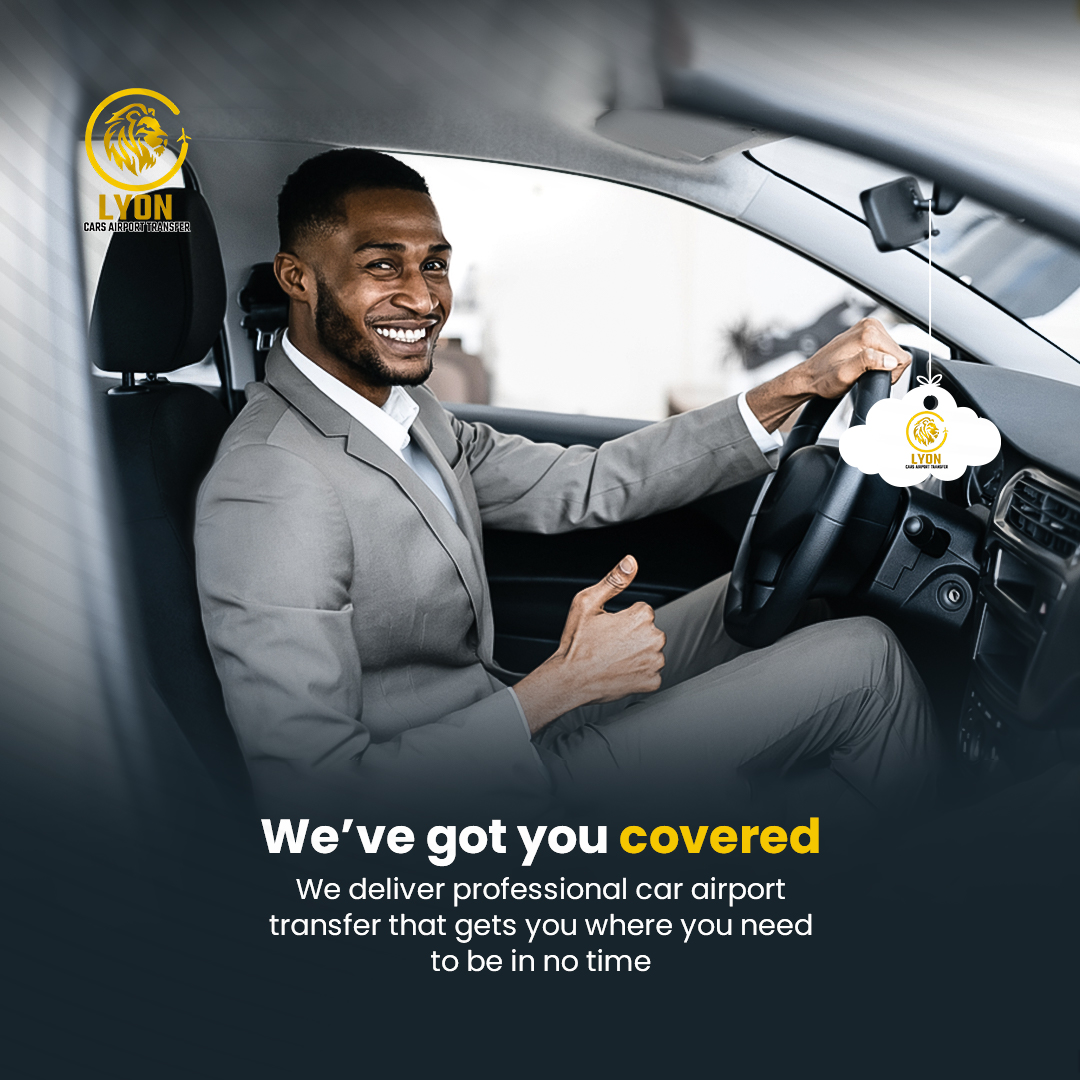 LYON
CARS AIRPORT TRANSFER
LYON
CARS AIRPORT TRANSFER
We’ve got you covered
We deliver professional car airport
transfer that gets you where you need
to be in no time